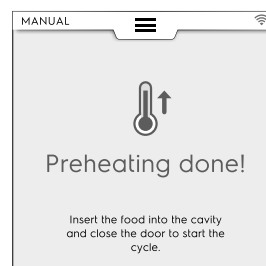 MANUAL
Preheating done!
Insert the food into the cavity
and close the door to start the
cycle.